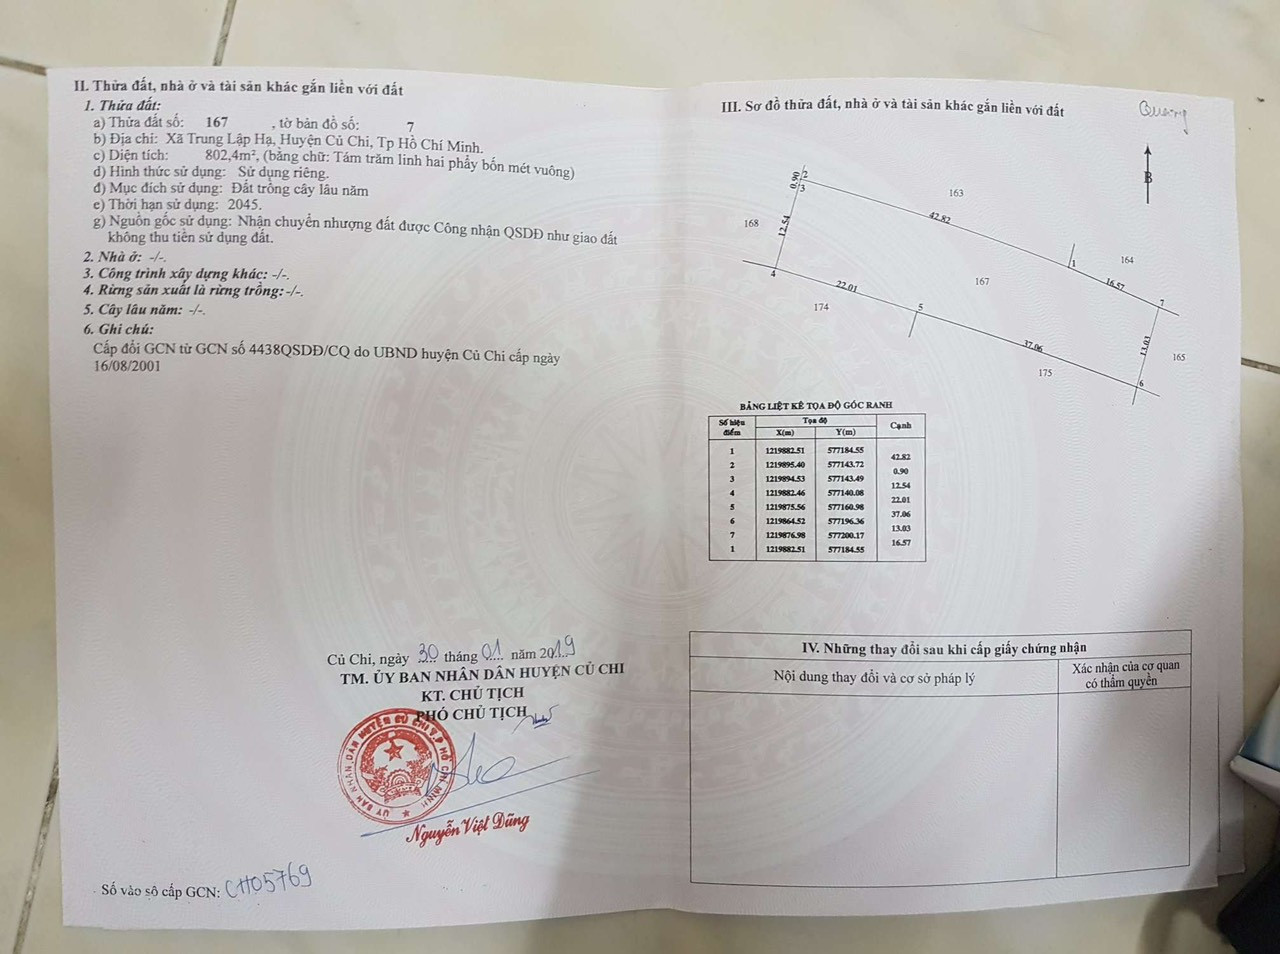 II. Thửa đất, nhà ở và tài sản khác gắn liền với đất
1. Thửa đất:
a) Thửa đất số: 167 , tờ bản đồ số: 7
b) Địa chỉ: Xã Trung Lập Hạ, Huyện Củ Chi, Tp Hồ Chí Minh.
c) Diện tích: 802,4m², (bằng chữ: Tám trăm linh hai phẩy bốn mét vuông)
d) Hình thức sử dụng: Sử dụng riêng.
đ) Mục đích sử dụng: Đất trồng cây lâu năm
e) Thời hạn sử dụng: 2045.
g) Nguồn gốc sử dụng: Nhận chuyển nhượng đất được Công nhận QSDĐ như giao đất
không thu tiền sử dụng đất.
2. Nhà ở: -/-.
3. Công trình xây dựng khác: -/-.
4. Rừng sản xuất là rừng trồng: -/-.
5. Cây lâu năm: -/-.
6. Ghi chú:
Cấp đổi GCN từ GCN số 4438QSDĐ/CQ do UBND huyện Củ Chi cấp ngày
16/08/2001
Củ Chi, ngày 30 tháng 01 năm 2019
TM. ỦY BAN NHÂN DÂN HUYỆN CỦ CHI
KT. CHỦ TỊCH
PHÓ CHỦ TỊCH
ỦY BAN NHÂN DÂN HUYỆN CỦ CHI T.P HỒ CHÍ MINH
Nguyễn Việt Dũng
Số vào sổ cấp GCN: CH05769
III. Sơ đồ thửa đất, nhà ở và tài sản khác gắn liền với đất
B
0.90 2
3
163
42.82
168
12.54
1
164
4
22.01
167
16.57
7
174
5
13.03
37.06
175
165
6
BẢNG LIỆT KÊ TỌA ĐỘ GÓC RANH
Số hiệu điểm Tọa độ Cạnh
X(m) Y(m)
1 1219882.51 577184.55
42.82
2 1219895.40 577143.72
0.90
3 1219894.53 577143.49
12.54
4 1219882.46 577140.08
22.01
5 1219875.56 577160.98
37.06
6 1219864.52 577196.36
13.03
7 1219876.98 577200.17
16.57
1 1219882.51 577184.55
IV. Những thay đổi sau khi cấp giấy chứng nhận
Nội dung thay đổi và cơ sở pháp lý
Xác nhận của cơ quan
có thẩm quyền